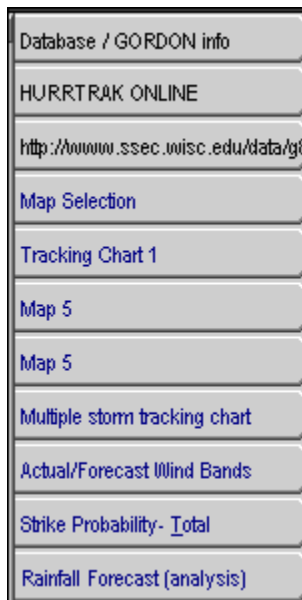 Database / GORDON info
HURRTRAK ONLINE
http://www.ssec.wisc.edu/data/g8
Map Selection
Tracking Chart 1
Map 5
Map 5
Multiple storm tracking chart
Actual/Forecast Wind Bands
Strike Probability- Total
Rainfall Forecast (analysis)